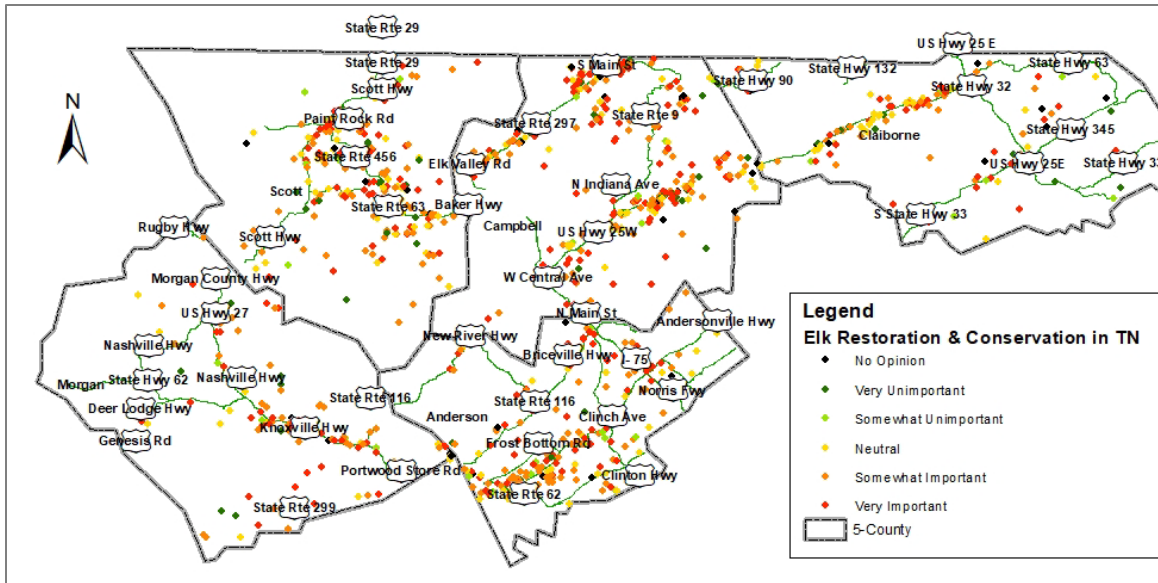 State Rte 29
US Hwy 25 E
State Rte 29
S Main St
State Hwy 132
State Hwy 63
State Hwy 90
Scott Hwy
State Hwy 32
N
Paint Rock Rd
State Rte 297
State Rte 9
State Hwy 345
Claiborne
State Rte 456
Elk Valley Rd
US Hwy 25E
State Hwy 33
Scott
N Indiana Ave
State Rte 63
Baker Hwy
S State Hwy 33
Rugby Hwy
Campbell
US Hwy 25W
Scott Hwy
Morgan County Hwy
W Central Ave
US Hwy 27
N Main St
Andersonville Hwy
New River Hwy
Nashville Hwy
Briceville Hwy
I- 75
Morgan
State Hwy 62
Nashville Hwy
Norris Fwy
State Rte 116
State Rte 116
Deer Lodge Hwy
Anderson
Clinch Ave
Genesis Rd
Knoxville Hwy
Frost Bottom Rd
Portwood Store Rd.
Clinton Hwy
State Rte 62
State Rte 299
Legend
Elk Restoration & Conservation in TN
No Opinion
Very Unimportant
Somewhat Unimportant
Neutral
Somewhat Important
Very Important
5-County